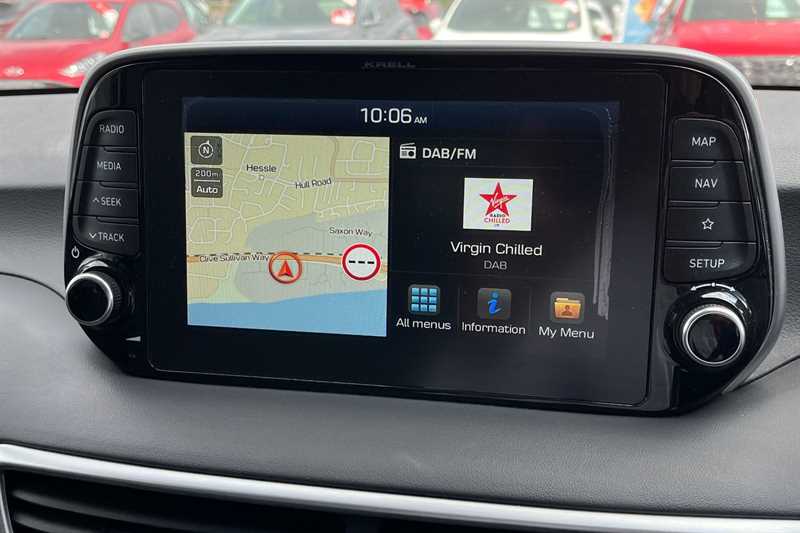 KRELL
10:06 AM
RADIO
MEDIA
SEEK
TRACK
N
200m
Auto
Hessle
Hull Road
Saxon Way
Clive Sullivan Way
DAB/FM
Virgin
RADIO
CHILLED
Virgin Chilled
DAB
All menus
Information
My Menu
MAP
NAV
SETUP